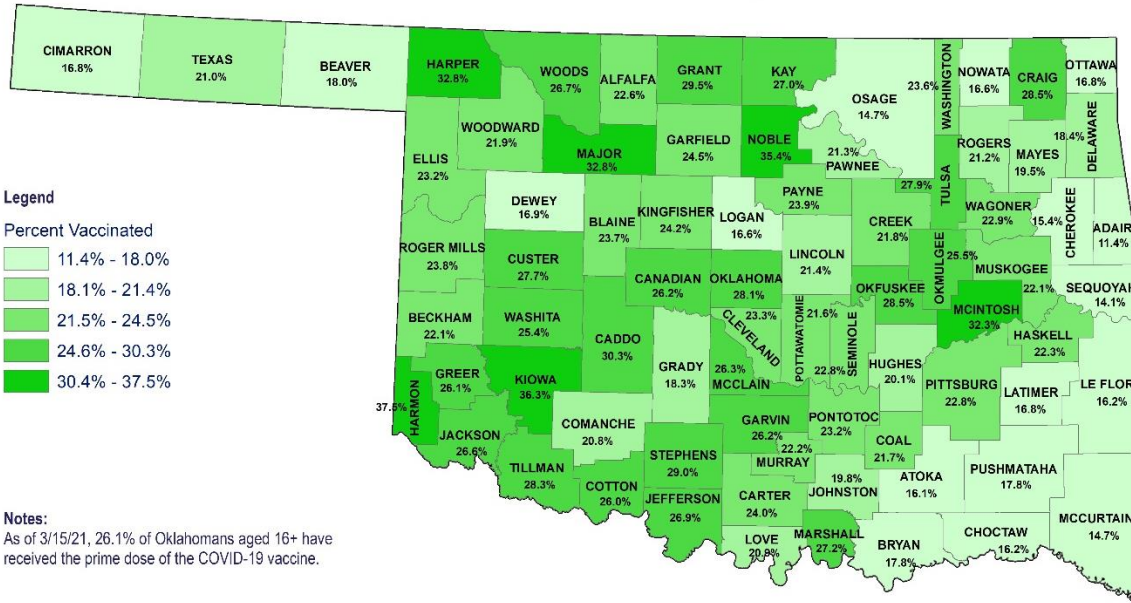 CIMARRON
16.8%
TEXAS
21.0%
BEAVER
18.0%
HARPER
32.8%
WOODS
26.7%
ALFALFA
22.6%
GRANT
29.5%
KAY
27.0%
OSAGE
14.7%
23.6%
WASHINGTON
NOWATA
16.6%
CRAIG
28.5%
OTTAWA
16.8%
WOODWARD
21.9%
ELLIS
23.2%
MAJOR
32.8%
GARFIELD
24.5%
NOBLE
35.4%
21.3%
PAWNEE
ROGERS
21.2%
MAYES
19.5%
18.4%
DELAWARE
DEWEY
16.9%
BLAINE
23.7%
KINGFISHER
24.2%
LOGAN
16.6%
PAYNE
23.9%
27.9%
TULSA
CREEK
21.8%
WAGONER
22.9%
15.4%
CHEROKEE
ADAIR
11.4%
ROGER MILLS
23.8%
CUSTER
27.7%
CANADIAN
26.2%
OKLAHOMA
28.1%
LINCOLN
21.4%
OKFUSKEE
28.5%
OKMULGEE
25.5%
MUSKOGEE
22.1%
SEQUOYAH
14.1%
BECKHAM
22.1%
WASHITA
25.4%
CADDO
30.3%
GRADY
18.3%
23.3%
CLEVELAND
26.3%
MCCLAIN
21.6%
POTTAWATOMIE
22.8%
SEMINOLE
HUGHES
20.1%
MCINTOSH
32.3%
HASKELL
22.3%
PITTSBURG
22.8%
LATIMER
16.8%
LE FLOR
16.2%
37.5%
HARMON
GREER
26.1%
KIOWA
36.3%
JACKSON
26.6%
COMANCHE
20.8%
TILLMAN
28.3%
COTTON
26.0%
STEPHENS
29.0%
JEFFERSON
26.9%
GARVIN
26.2%
22.2%
MURRAY
PONTOTOC
23.2%
COAL
21.7%
CARTER
24.0%
19.8%
JOHNSTON
ATOKA
16.1%
PUSHMATAHA
17.8%
LOVE
20.9%
MARSHALL
27.2%
BRYAN
17.8%
CHOCTAW
16.2%
MCCURTAIN
14.7%
Legend
Percent Vaccinated
11.4% - 18.0%
18.1% - 21.4%
21.5% - 24.5%
24.6% - 30.3%
30.4% - 37.5%
Notes:
As of 3/15/21, 26.1% of Oklahomans aged 16+ have
received the prime dose of the COVID-19 vaccine.